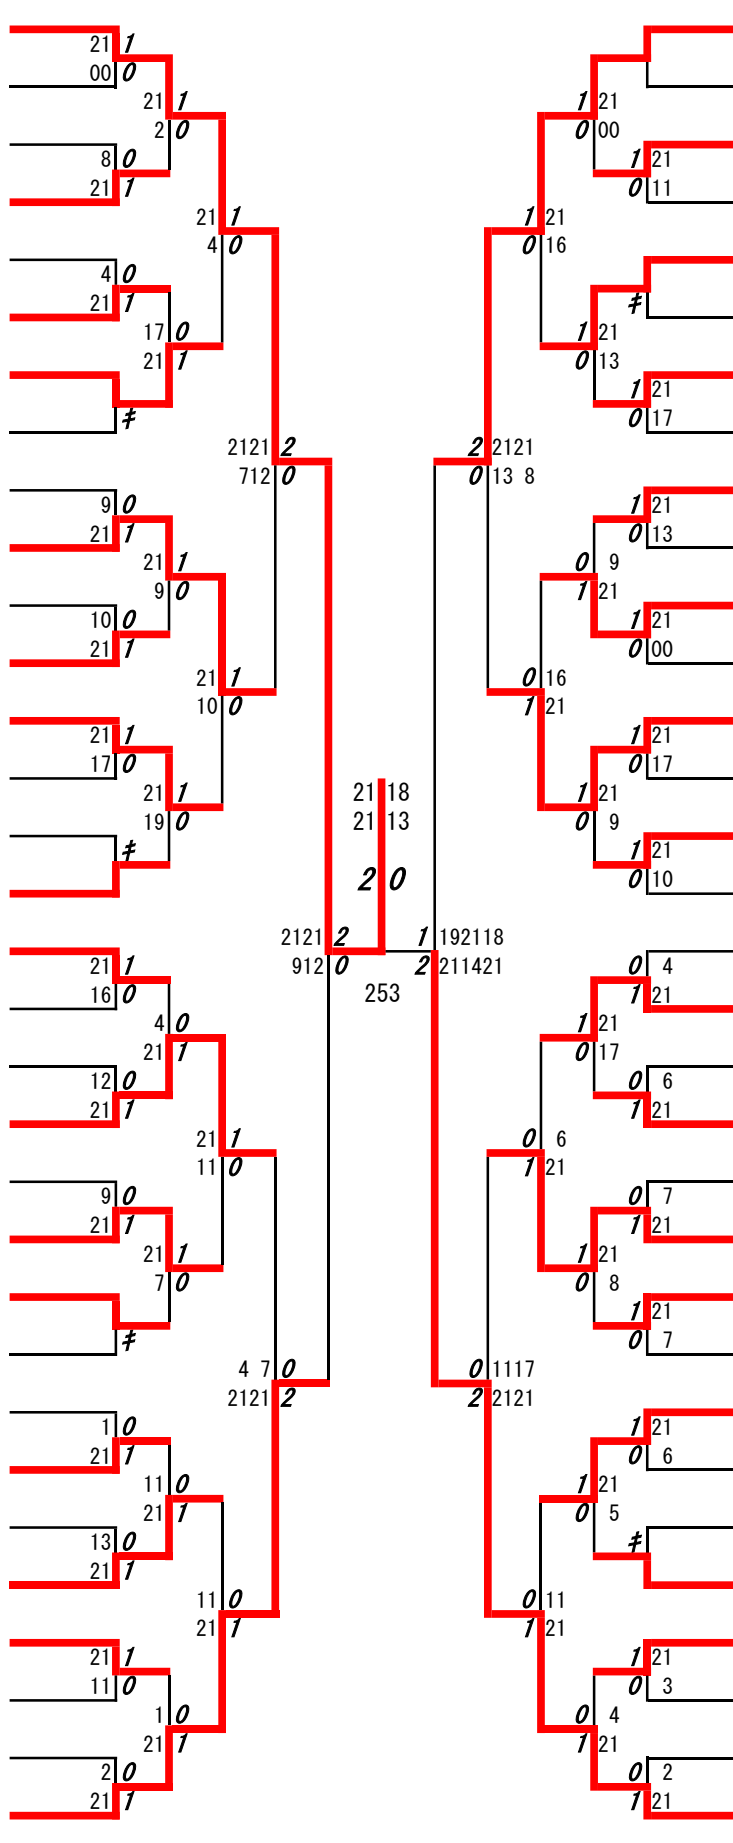 21 1
00 0
21 1 1 21
2 0 0 00
8 0 1 21
21 1 0 11
21 1 1 21
4 0 0 16
4 0
21 1 ≠
17 0 1 21
21 1 0 13
1 21
≠ 0 17
2121 2 2 2121
712 0 0 13 8
9 0 1 21
21 1 0 13
21 1 0 9
9 0 1 21
10 0 1 21
21 1 0 00
21 1 0 16
10 0 1 21
21 1 1 21
17 0 0 17
21 1 21 18 1 21
19 0 21 13 0 9
≠ 1 21
2 0 0 10
2121 2 1 192118
21 1 912 0 2 211421 0 4
16 0 253 1 21
4 0 1 21
21 1 0 17
12 0 0 6
21 1 1 21
21 1 0 6
11 0 1 21
9 0 0 7
21 1 1 21
21 1 1 21
7 0 0 8
1 21
≠ 0 7
4 7 0 0 1117
2121 2 2 2121
1 0 1 21
21 1 0 6
11 0 1 21
21 1 0 5
13 0 ≠
21 1
11 0 0 11
21 1 1 21
21 1 1 21
11 0 0 3
1 0 0 4
21 1 1 21
2 0 0 2
21 1 1 21